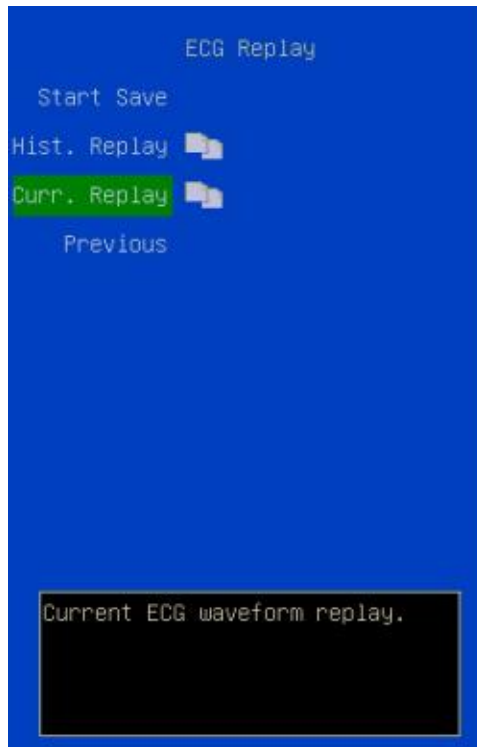 ECG Replay
Start Save
Hist. Replay
Curr. Replay
Previous
Current ECG waveform replay.